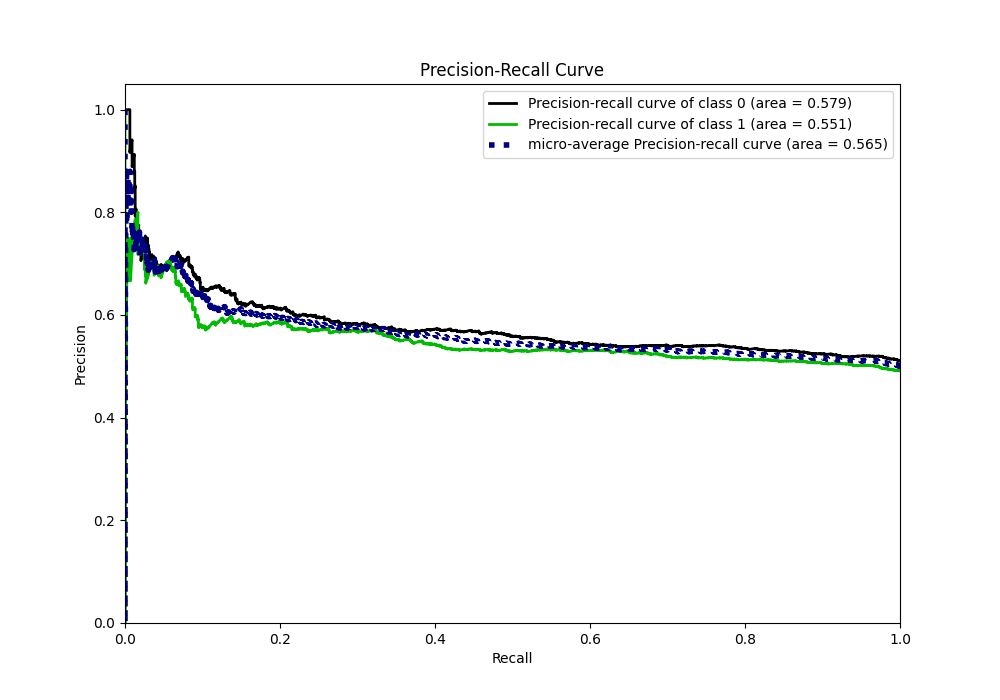 Precision-Recall Curve
Precision-recall curve of class 0 (area = 0.579)
Precision-recall curve of class 1 (area = 0.551)
micro-average Precision-recall curve (area = 0.565)
Precision
1.0
0.8
0.6
0.4
0.2
0.0
0.0 0.2 0.4 0.6 0.8 1.0
Recall